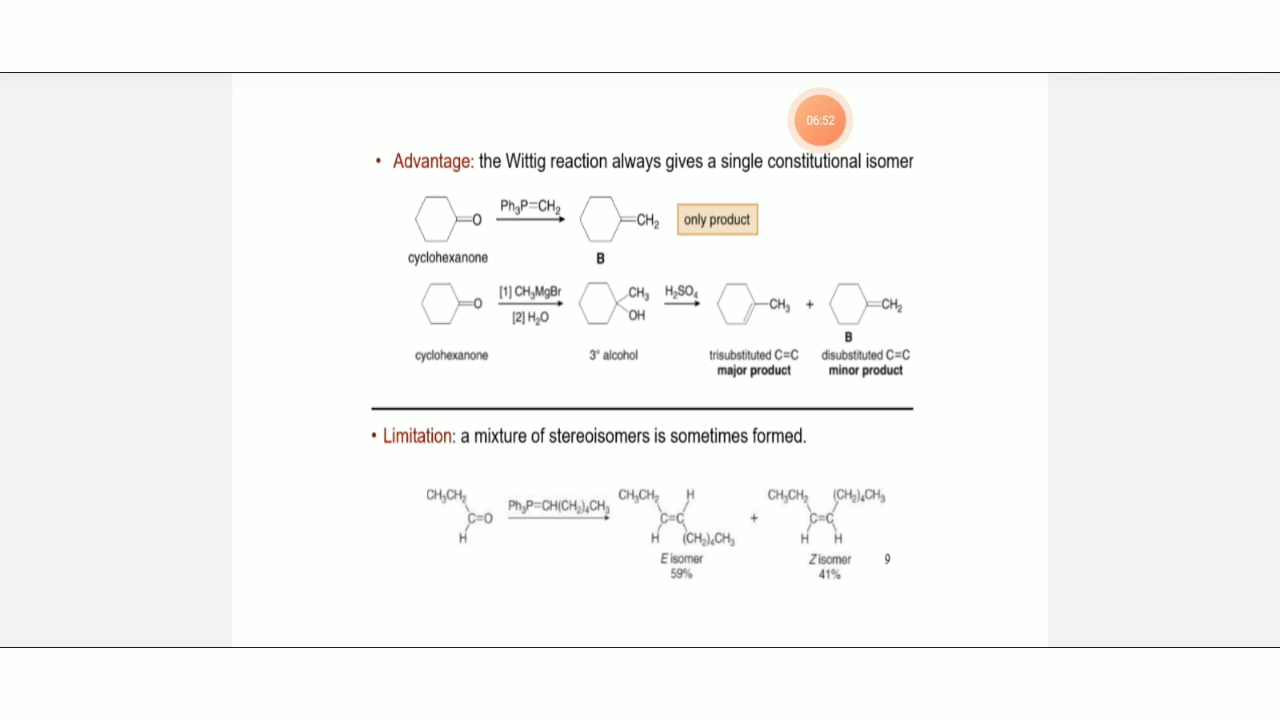 06:52
• Advantage: the Wittig reaction always gives a single constitutional isomer
Ph₃P=CH₂
=O
=CH₂
only product
cyclohexanone
B
[1] CH₃MgBr
[2] H₂O
=O
CH₃
OH
H₂SO₄
CH₃
+
=CH₂
B
cyclohexanone
3° alcohol
trisubstituted C=C
major product
disubstituted C=C
minor product
• Limitation: a mixture of stereoisomers is sometimes formed.
CH₃CH₂
C=O
H
Ph₃P=CH(CH₂)₄CH₃
CH₃CH₂ H
C=C
H (CH₂)₄CH₃
E isomer
59%
+
CH₃CH₂ (CH₂)₄CH₃
C=C
H H
Z isomer
41%
9